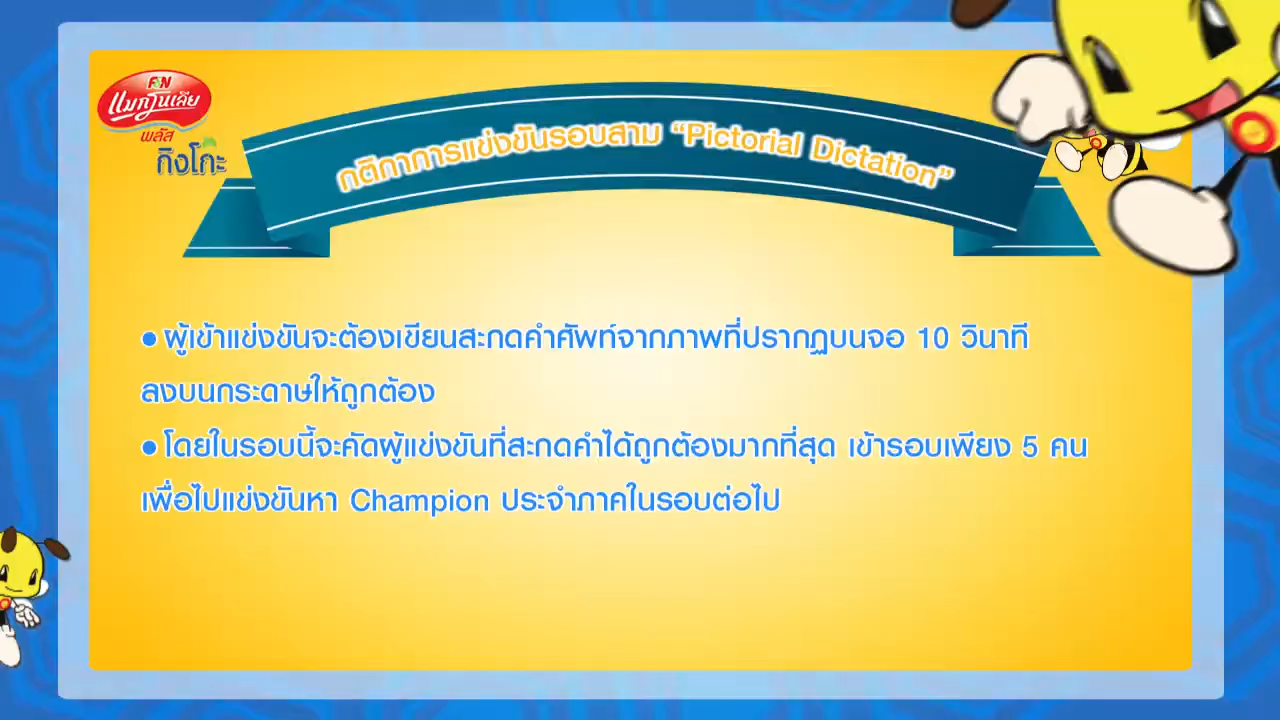 F&N
แมกโนเลีย
พลัส
กิงโกะ
กติกาการแข่งขันรอบสาม “Pictorial Dictation”
• ผู้เข้าแข่งขันจะต้องเขียนสะกดคำศัพท์จากภาพที่ปรากฏบนจอ 10 วินาที
ลงบนกระดาษให้ถูกต้อง
• โดยในรอบนี้จะคัดผู้แข่งขันที่สะกดคำได้ถูกต้องมากที่สุด เข้ารอบเพียง 5 คน
เพื่อไปแข่งขันหา Champion ประจำภาคในรอบต่อไป